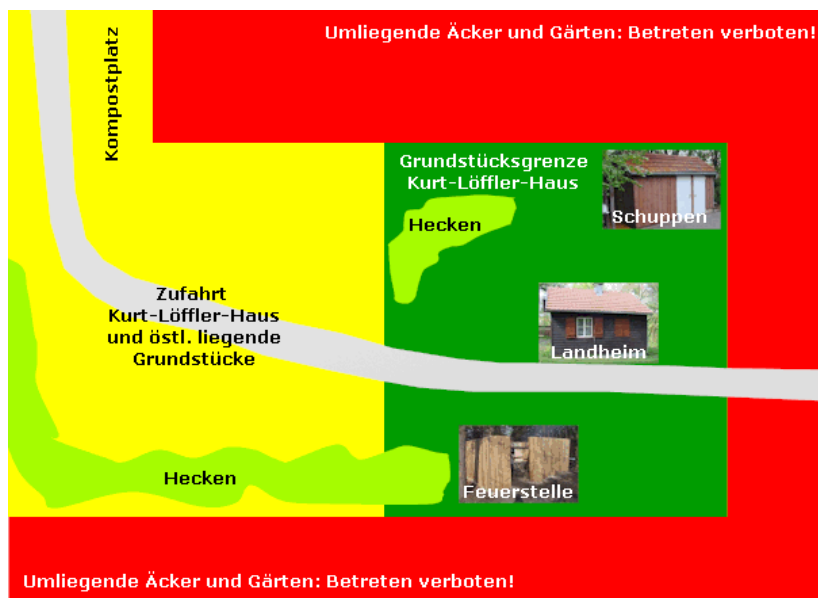 Umliegende Äcker und Gärten: Betreten verboten!
Kompostplatz
Grundstücksgrenze
Kurt-Löffler-Haus
Schuppen
Hecken
Zufahrt
Kurt-Löffler-Haus
und östl. liegende
Grundstücke
Landheim
Hecken
Feuerstelle
Umliegende Äcker und Gärten: Betreten verboten!